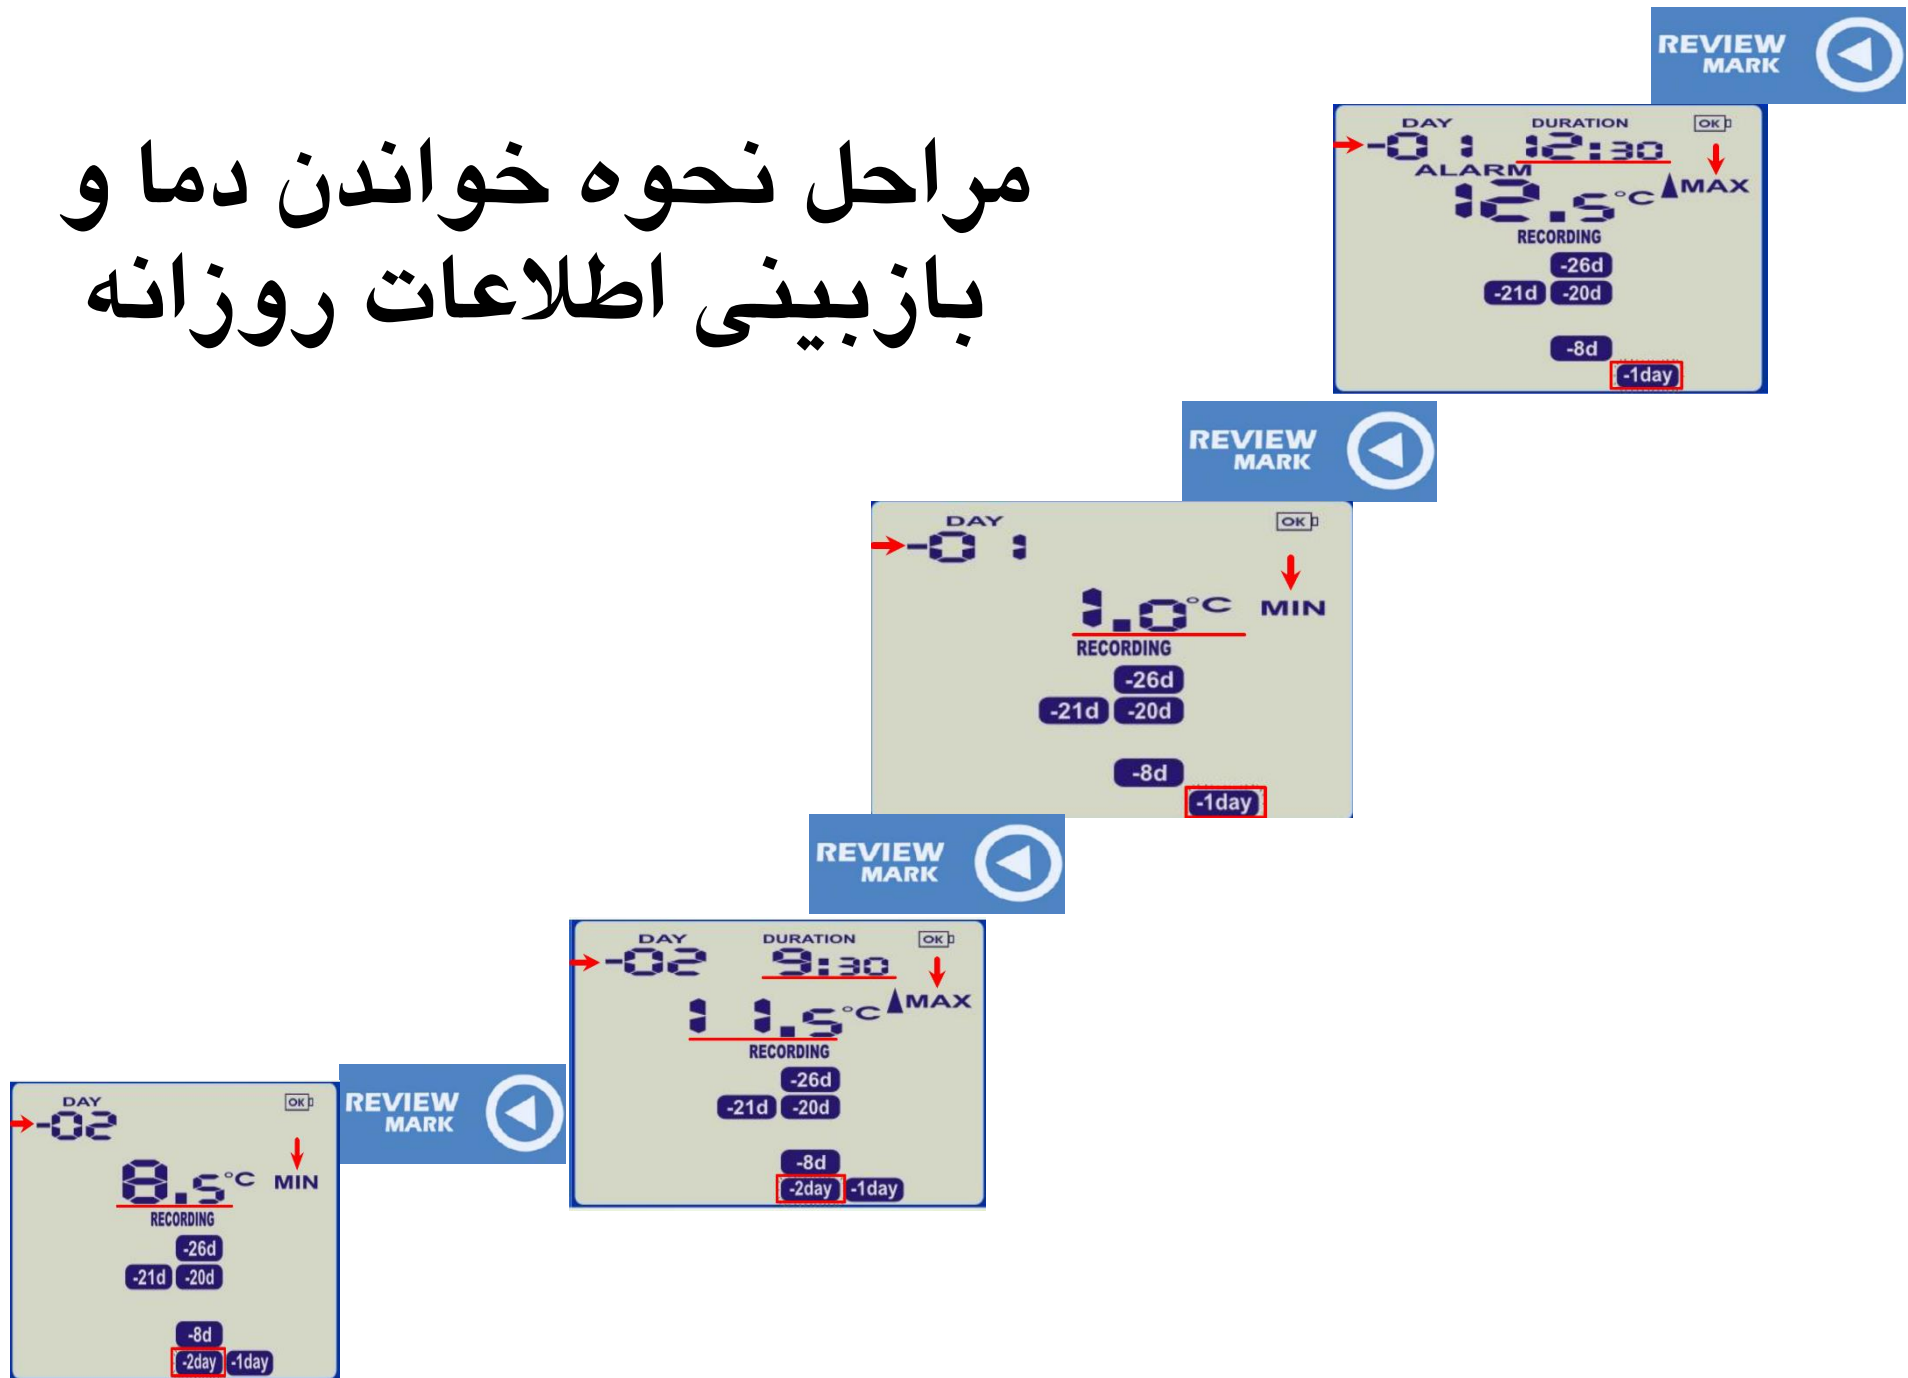 مراحل نحوه خواندن دما و
بازبینی اطلاعات روزانه
REVIEW
MARK
DAY DURATION OK
-01 12:30
ALARM
12.5°C MAX
RECORDING
-26d
-21d -20d
-8d
-1day
REVIEW
MARK
DAY OK
-01
1.0°C MIN
RECORDING
-26d
-21d -20d
-8d
-1day
REVIEW
MARK
DAY DURATION OK
-02 9:30
11.5°C MAX
RECORDING
-26d
-21d -20d
-8d
-2day -1day
REVIEW
MARK
DAY OK
-02
8.5°C MIN
RECORDING
-26d
-21d -20d
-8d
-2day -1day